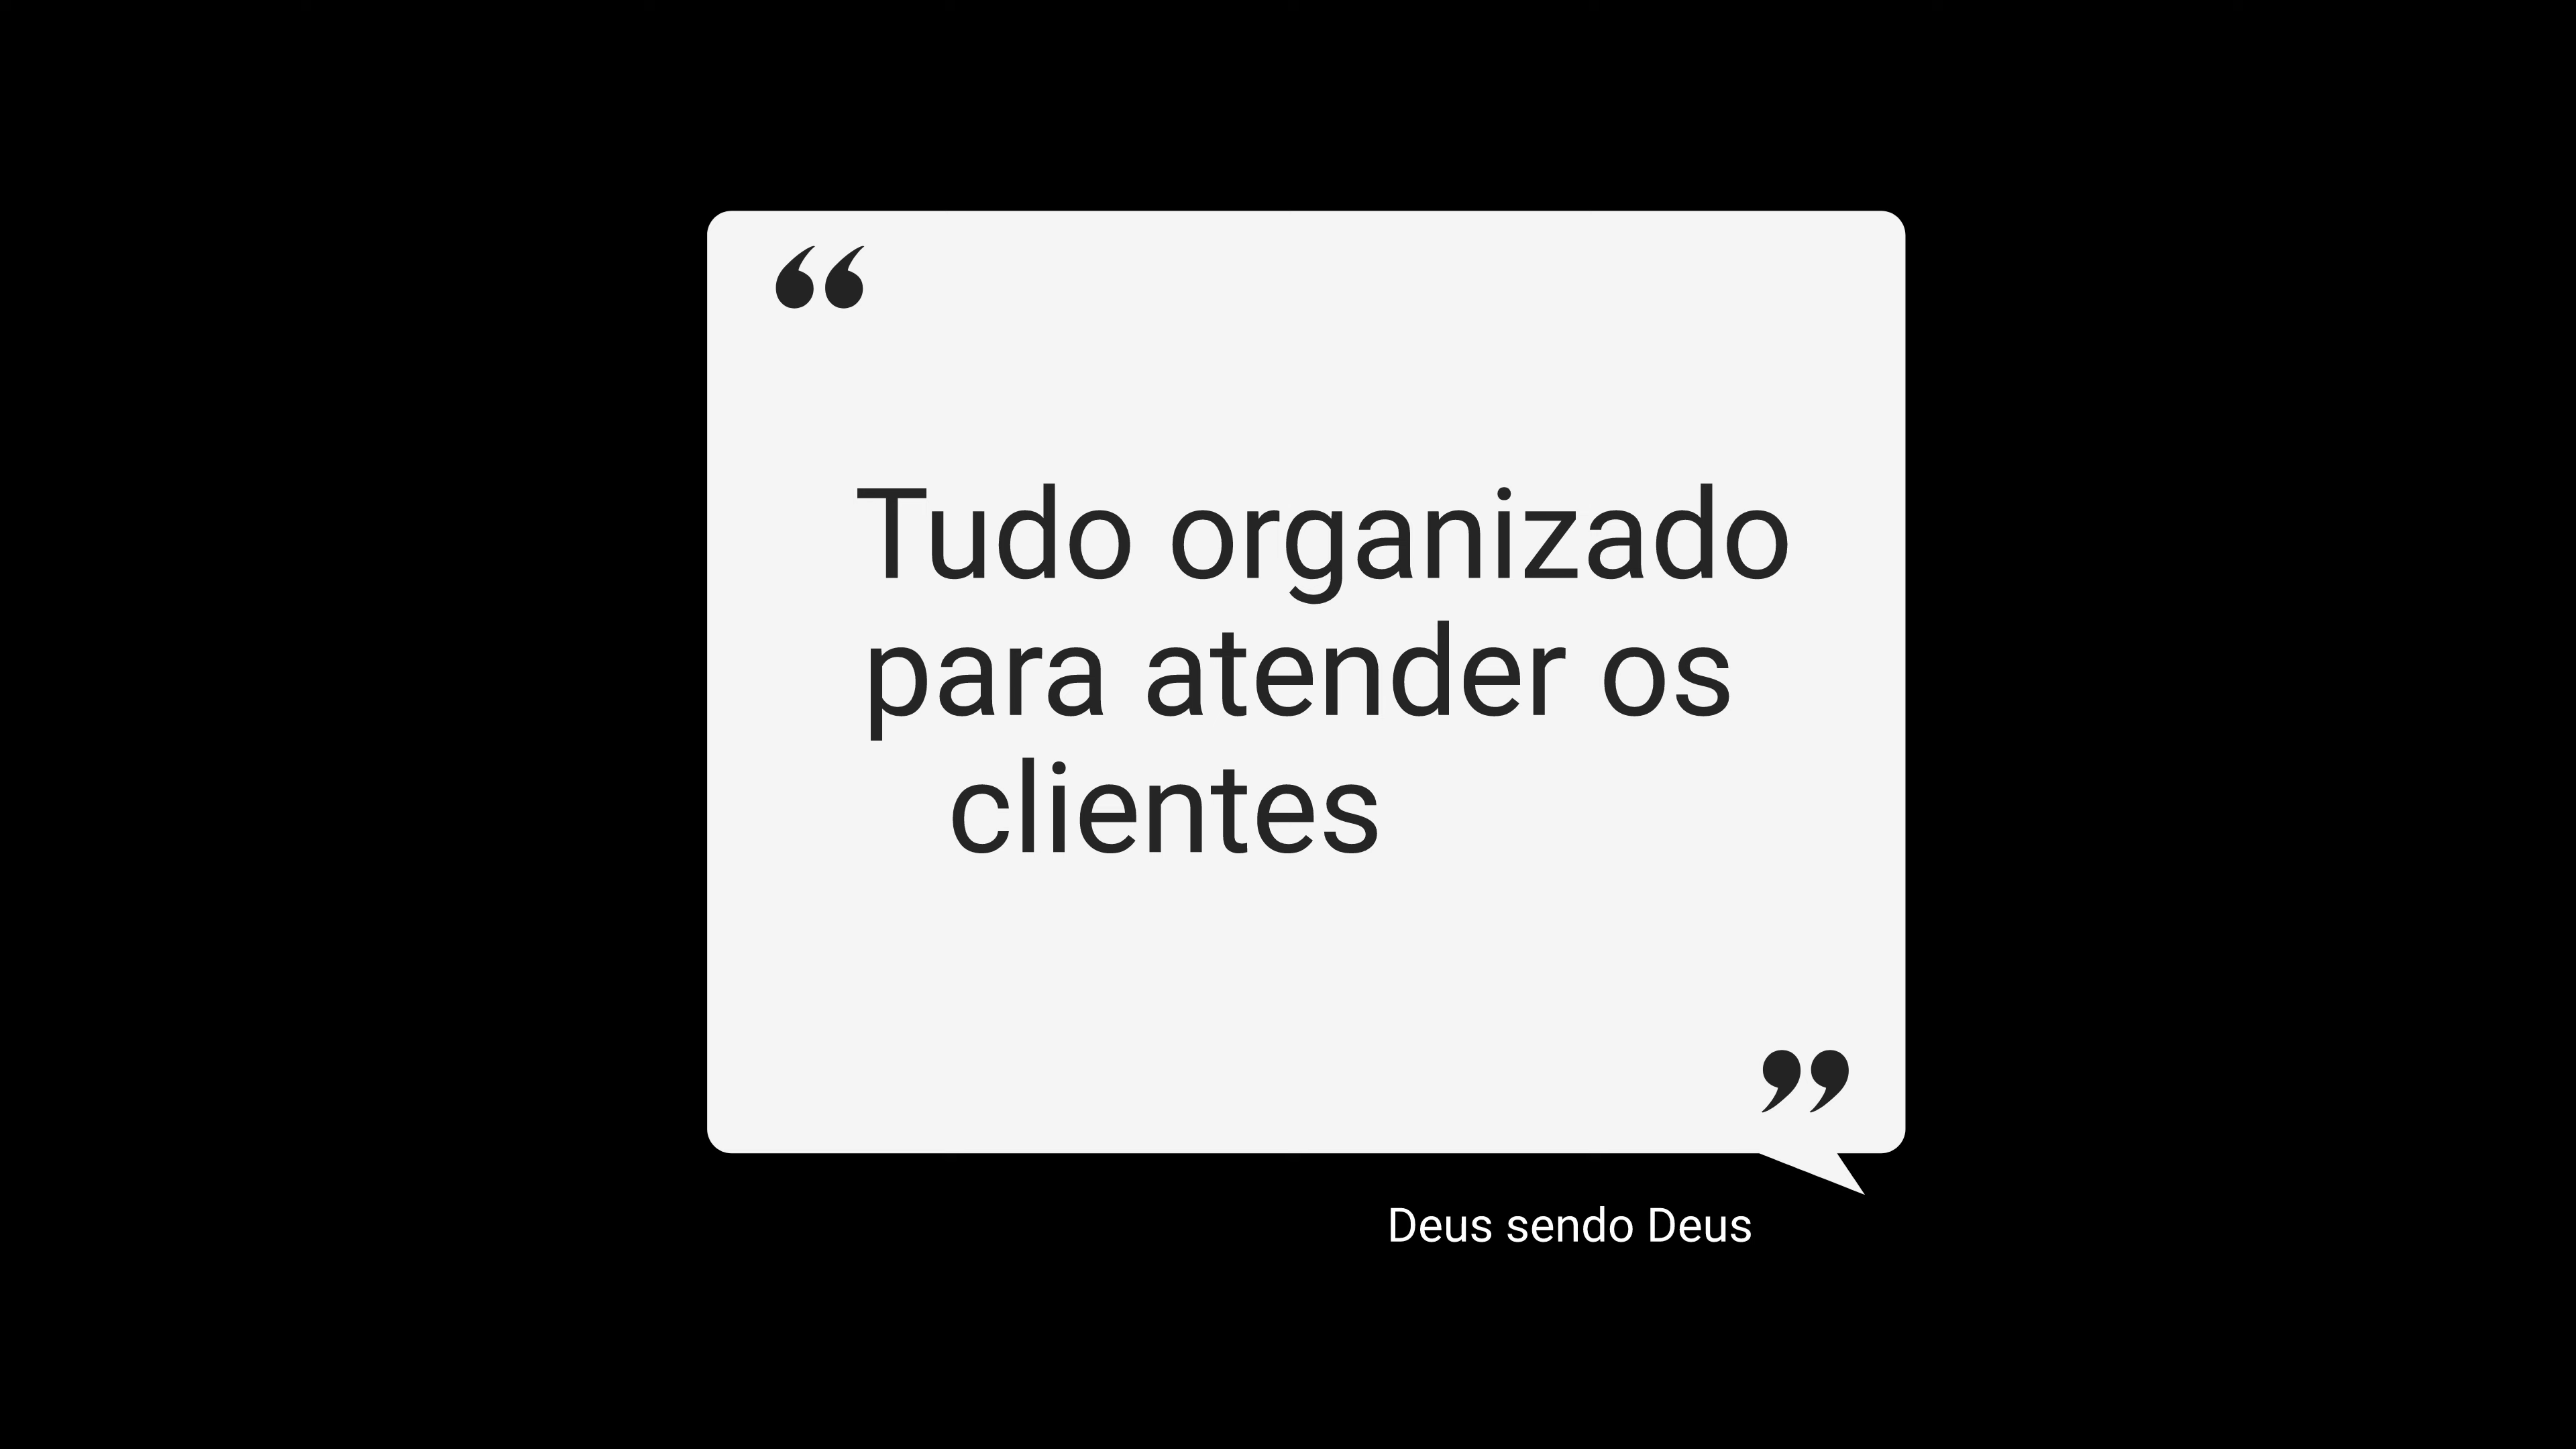 “
Tudo organizado
para atender os
clientes
”
Deus sendo Deus